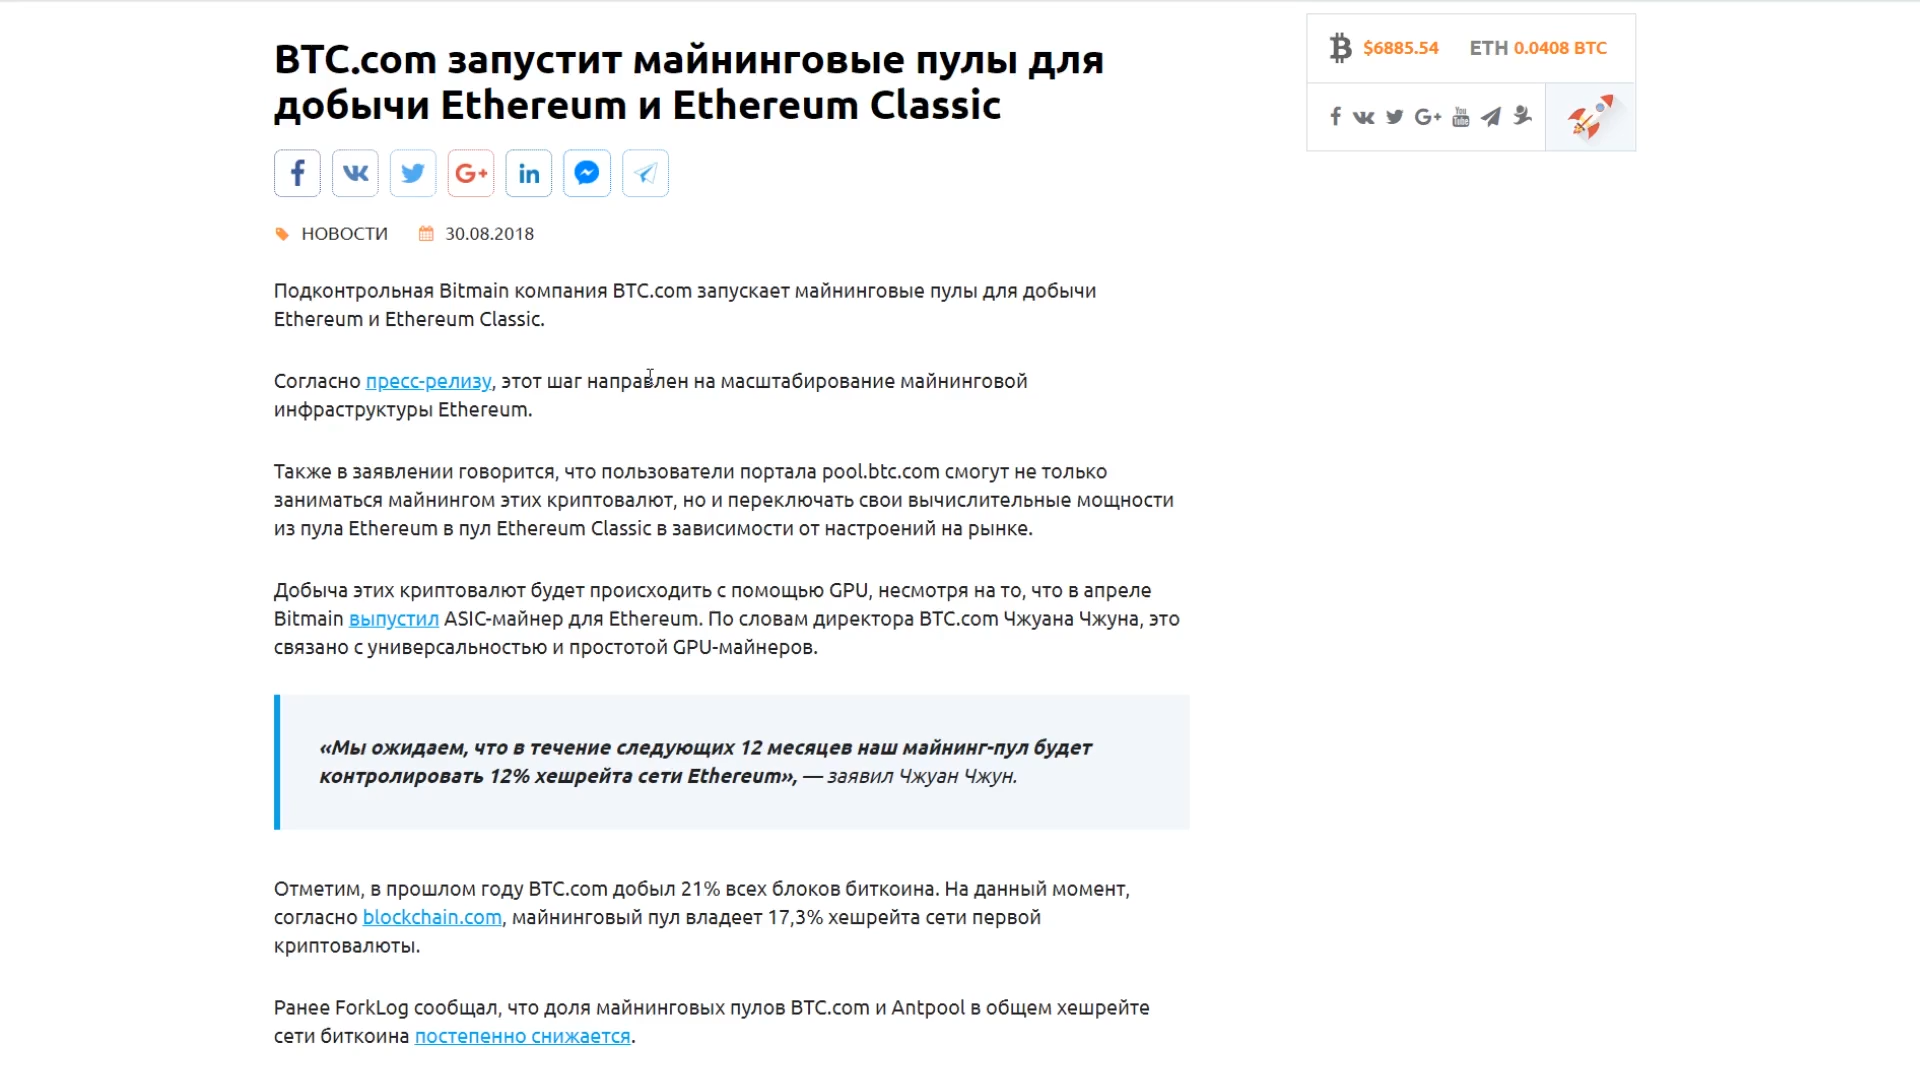 BTC.com запустит майнинговые пулы для
добычи Ethereum и Ethereum Classic
НОВОСТИ 30.08.2018
Подконтрольная Bitmain компания BTC.com запускает майнинговые пулы для добычи
Ethereum и Ethereum Classic.
Согласно пресс-релизу, этот шаг направлен на масштабирование майнинговой
инфраструктуры Ethereum.
Также в заявлении говорится, что пользователи портала pool.btc.com смогут не только
заниматься майнингом этих криптовалют, но и переключать свои вычислительные мощности
из пула Ethereum в пул Ethereum Classic в зависимости от настроений на рынке.
Добыча этих криптовалют будет происходить с помощью GPU, несмотря на то, что в апреле
Bitmain выпустил ASIC-майнер для Ethereum. По словам директора BTC.com Чжуана Чжуна, это
связано с универсальностью и простотой GPU-майнеров.
«Мы ожидаем, что в течение следующих 12 месяцев наш майнинг-пул будет
контролировать 12% хешрейта сети Ethereum», — заявил Чжуан Чжун.
Отметим, в прошлом году BTC.com добыл 21% всех блоков биткоина. На данный момент,
согласно blockchain.com, майнинговый пул владеет 17,3% хешрейта сети первой
криптовалюты.
Ранее ForkLog сообщал, что доля майнинговых пулов BTC.com и Antpool в общем хешрейте
сети биткоина постепенно снижается.
$6885.54 ETH 0.0408 BTC